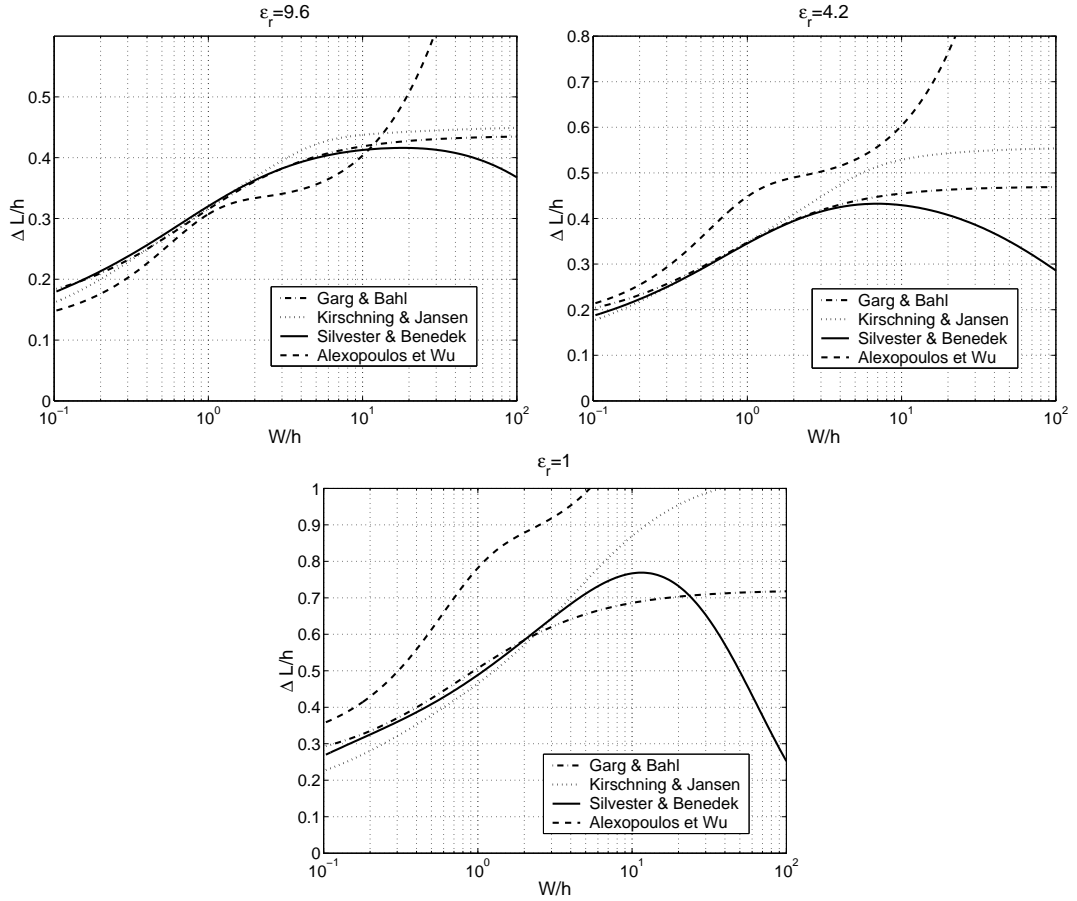 ε_r=9.6
Δ L/h
0.5
0.4
0.3
0.2
0.1
0
10^-1
10^0
10^1
10^2
W/h
Garg & Bahl
Kirschning & Jansen
Silvester & Benedek
Alexopoulos et Wu
ε_r=4.2
Δ L/h
0.8
0.7
0.6
0.5
0.4
0.3
0.2
0.1
0
10^-1
10^0
10^1
10^2
W/h
Garg & Bahl
Kirschning & Jansen
Silvester & Benedek
Alexopoulos et Wu
ε_r=1
Δ L/h
1
0.9
0.8
0.7
0.6
0.5
0.4
0.3
0.2
0.1
0
10^-1
10^0
10^1
10^2
W/h
Garg & Bahl
Kirschning & Jansen
Silvester & Benedek
Alexopoulos et Wu